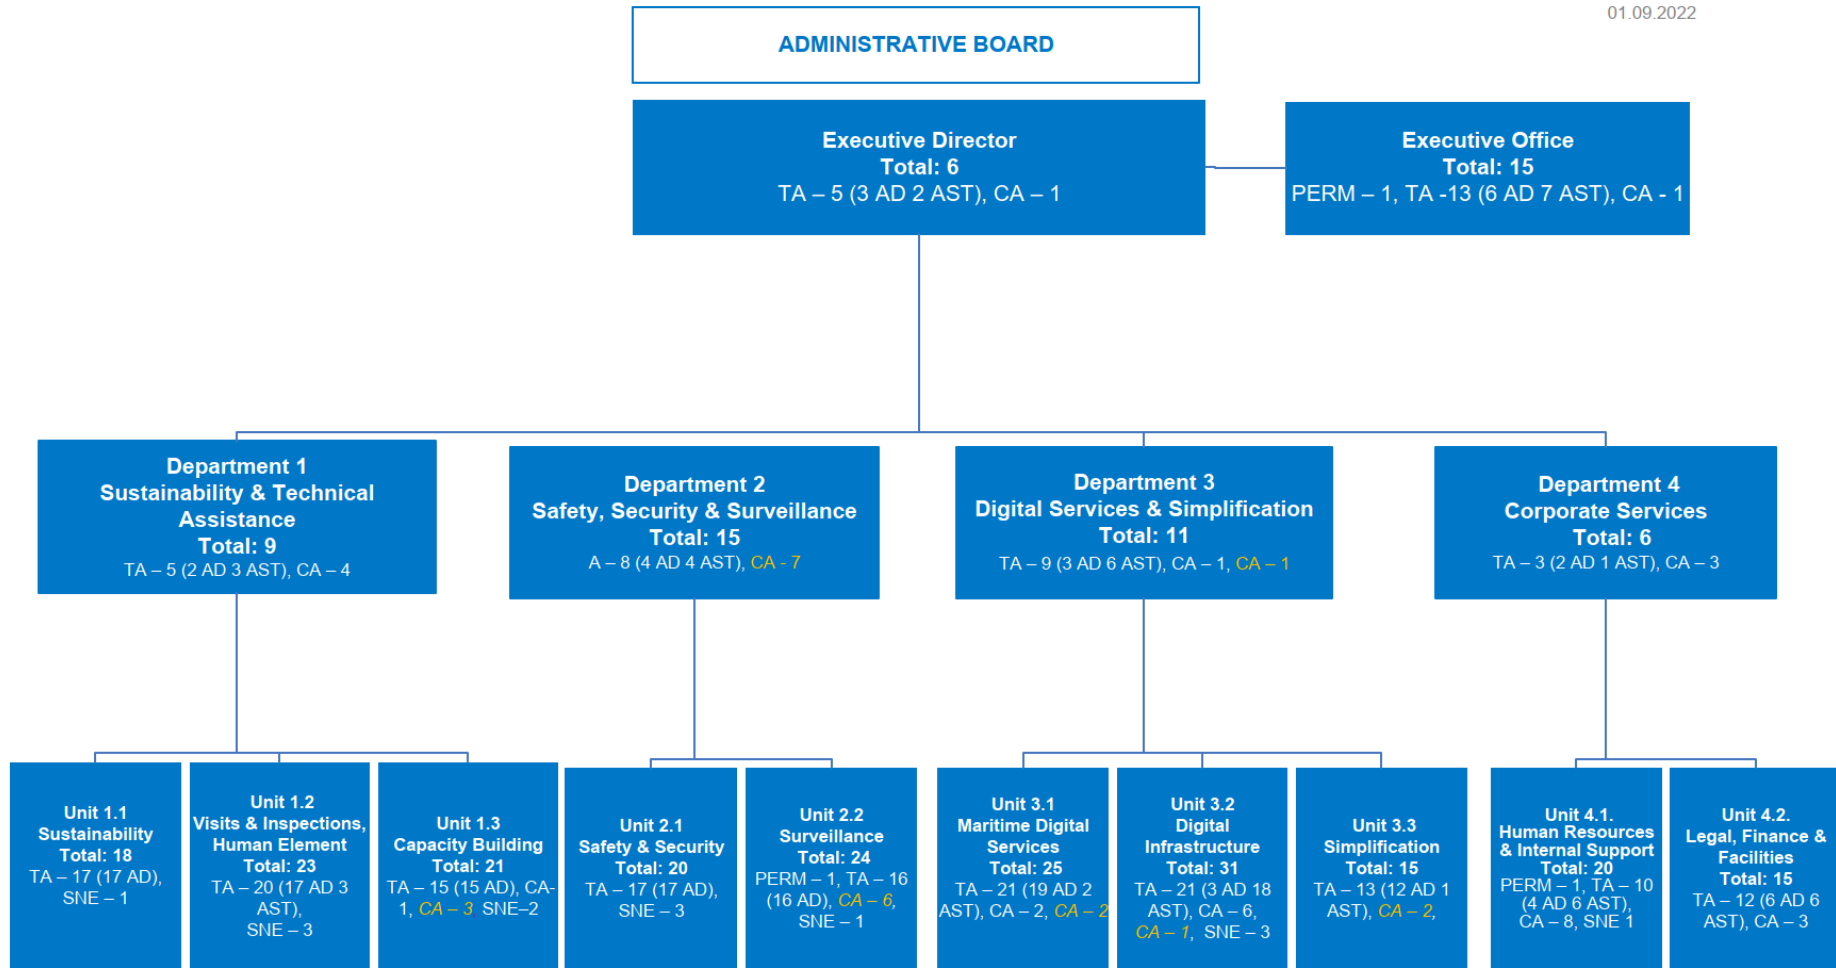 01.09.2022
ADMINISTRATIVE BOARD
Executive Director
Total: 6
TA – 5 (3 AD 2 AST), CA – 1
Executive Office
Total: 15
PERM – 1, TA -13 (6 AD 7 AST), CA - 1
Department 1
Sustainability & Technical
Assistance
Total: 9
TA – 5 (2 AD 3 AST), CA – 4
Department 2
Safety, Security & Surveillance
Total: 15
A – 8 (4 AD 4 AST), CA - 7
Department 3
Digital Services & Simplification
Total: 11
TA – 9 (3 AD 6 AST), CA – 1, CA – 1
Department 4
Corporate Services
Total: 6
TA – 3 (2 AD 1 AST), CA – 3
Unit 1.1
Sustainability
Total: 18
TA – 17 (17 AD),
SNE – 1
Unit 1.2
Visits & Inspections,
Human Element
Total: 23
TA – 20 (17 AD 3
AST),
SNE – 3
Unit 1.3
Capacity Building
Total: 21
TA – 15 (15 AD), CA-
1, CA – 3 SNE–2
Unit 2.1
Safety & Security
Total: 20
TA – 17 (17 AD),
SNE – 3
Unit 2.2
Surveillance
Total: 24
PERM – 1, TA – 16
(16 AD), CA – 6,
SNE – 1
Unit 3.1
Maritime Digital
Services
Total: 25
TA – 21 (19 AD 2
AST), CA – 2, CA – 2
Unit 3.2
Digital
Infrastructure
Total: 31
TA – 21 (3 AD 18
AST), CA – 6,
CA – 1, SNE – 3
Unit 3.3
Simplification
Total: 15
TA – 13 (12 AD 1
AST), CA – 2,
Unit 4.1.
Human Resources
& Internal Support
Total: 20
PERM – 1, TA – 10
(4 AD 6 AST),
CA – 8, SNE 1
Unit 4.2.
Legal, Finance &
Facilities
Total: 15
TA – 12 (6 AD 6
AST), CA – 3